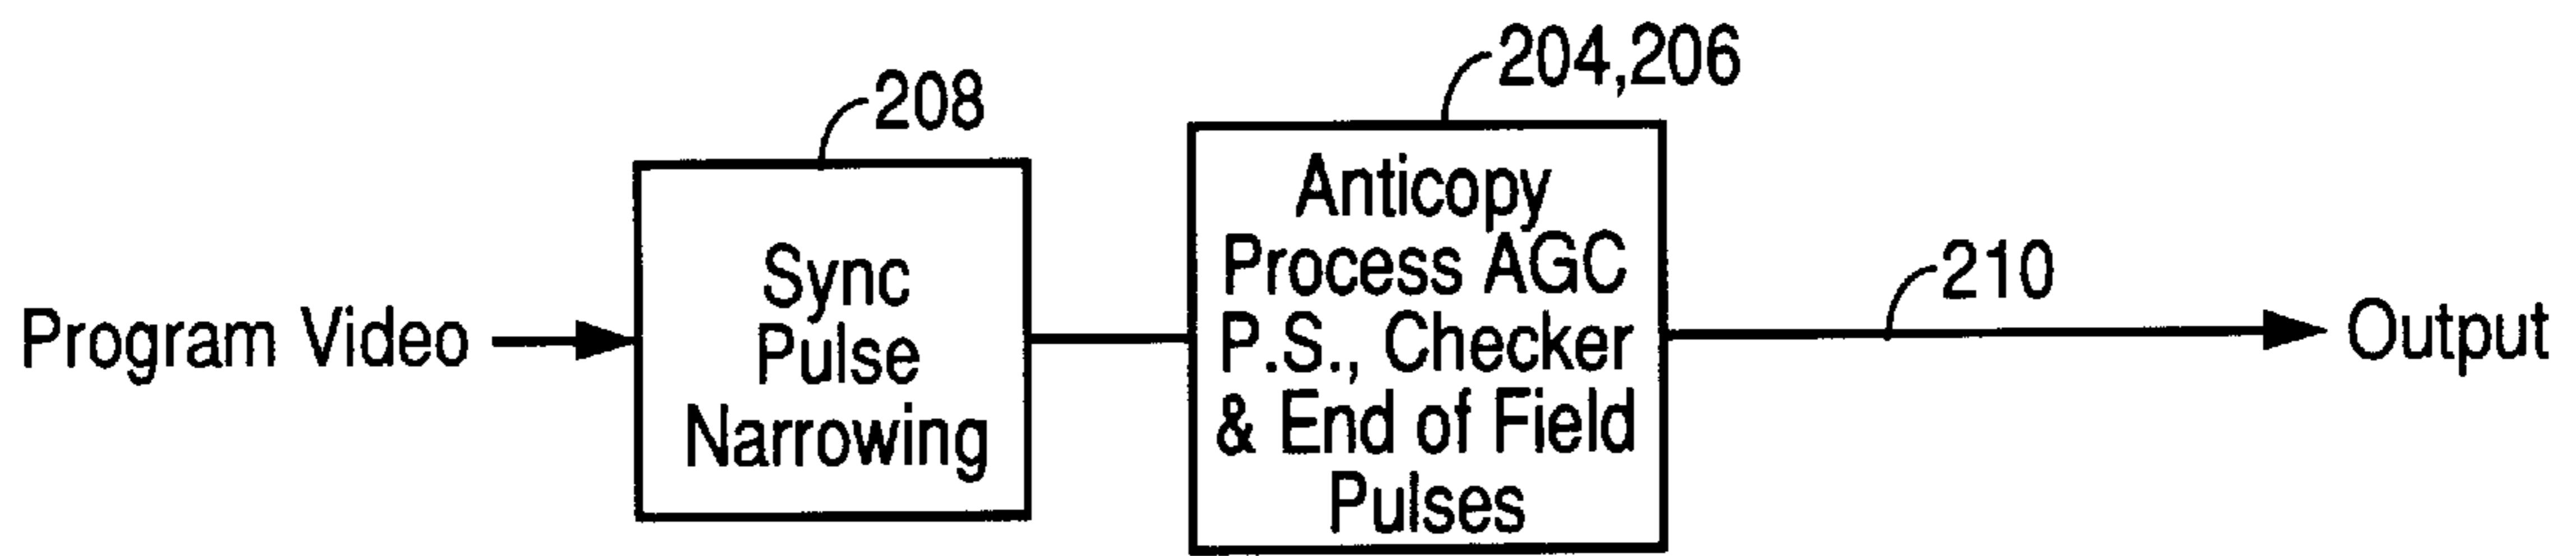 204,206
208
Anticopy
Process AGC
P.S., Checker
& End of Field
Pulses
Sync
Pulse
Narrowing
210
Program Video
Output